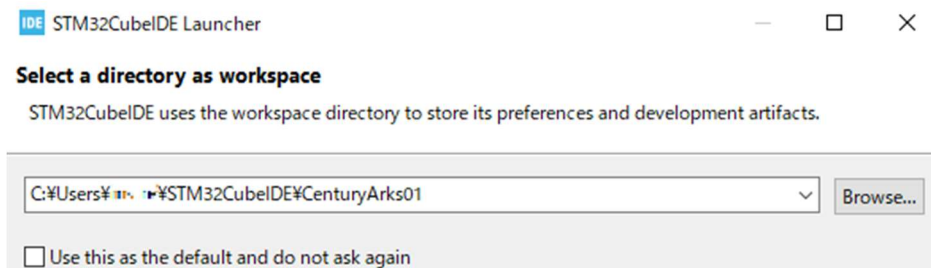 IDE STM32CubeIDE Launcher
Select a directory as workspace
STM32CubeIDE uses the workspace directory to store its preferences and development artifacts.
C:¥Users¥ ¥STM32CubeIDE¥CenturyArks01
Browse...
Use this as the default and do not ask again